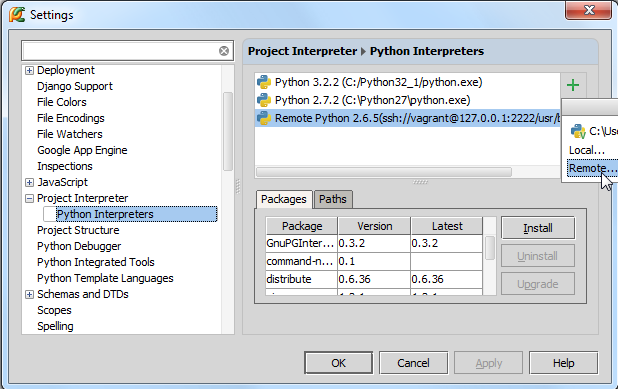 Settings
Deployment
Django Support
File Colors
File Encodings
File Watchers
Google App Engine
Inspections
JavaScript
Project Interpreter
Python Interpreters
Project Structure
Python Debugger
Python Integrated Tools
Python Template Languages
Schemas and DTDs
Scopes
Spelling
Project Interpreter Python Interpreters
Python 3.2.2 (C:/Python32_1/python.exe)
Python 2.7.2 (C:\Python27\python.exe)
Remote Python 2.6.5(ssh://vagrant@127.0.0.1:2222/usr/b
C:\Use
Local...
Remote...
Packages Paths
Package Version Latest
GnuPGInter... 0.3.2 0.3.2
command-n... 0.1
distribute 0.6.36 0.6.36
Install
Uninstall
Upgrade
OK Cancel Apply Help